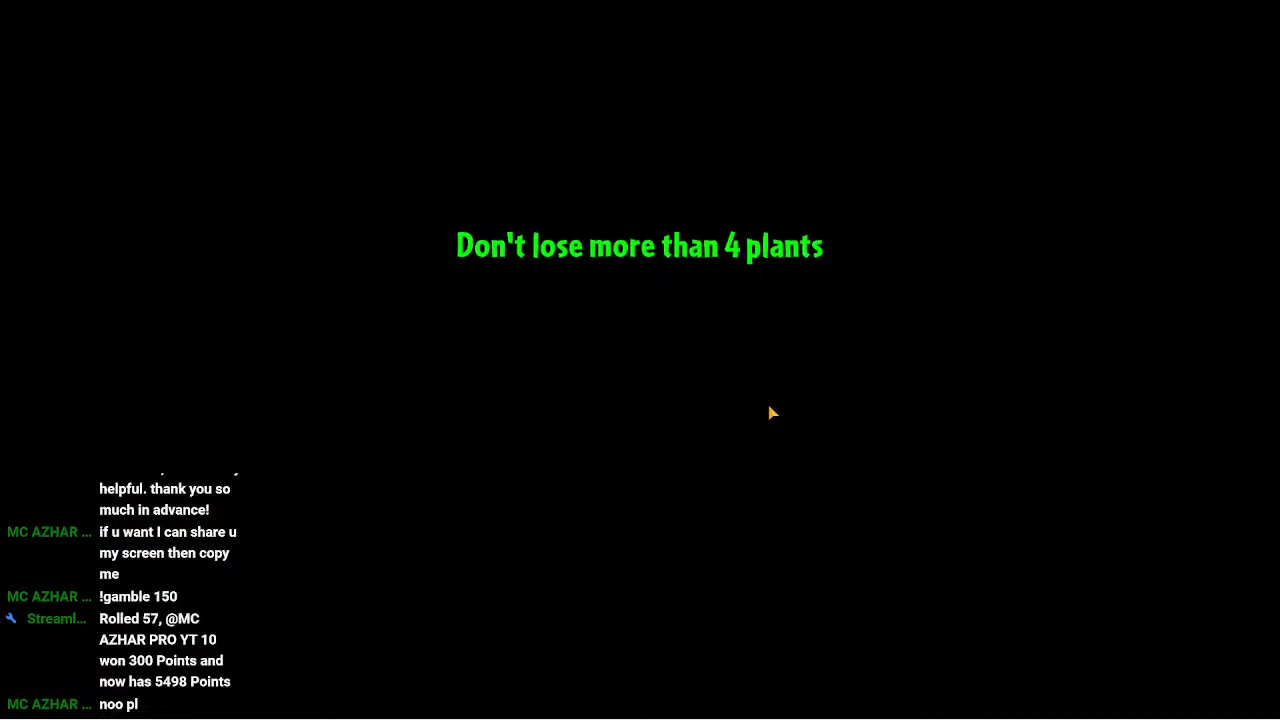 Don't lose more than 4 plants
helpful. thank you so
much in advance!
MC AZHAR ... if u want I can share u
my screen then copy
me
MC AZHAR ... !gamble 150
Streaml... Rolled 57, @MC
AZHAR PRO YT 10
won 300 Points and
now has 5498 Points
MC AZHAR ... noo pl